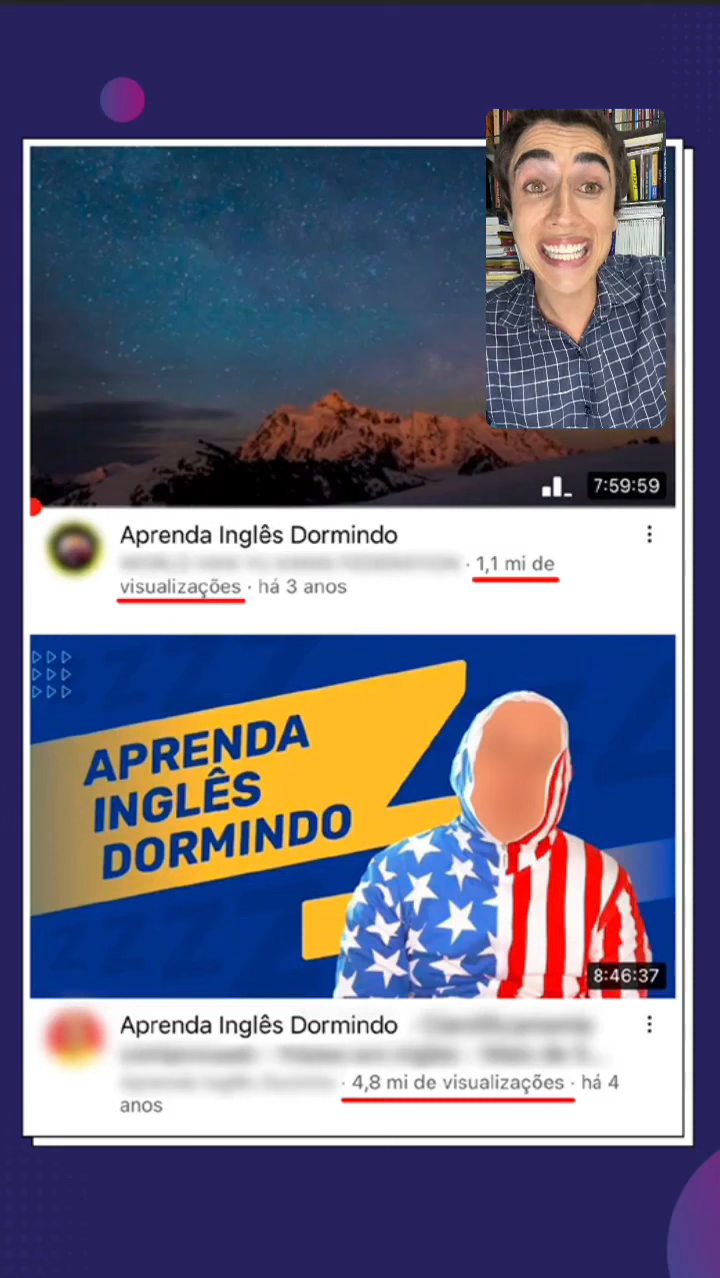 7:59:59
Aprenda Inglês Dormindo
· 1,1 mi de
visualizações · há 3 anos
APRENDA
INGLÊS
DORMINDO
8:46:37
Aprenda Inglês Dormindo
· 4,8 mi de visualizações · há 4
anos